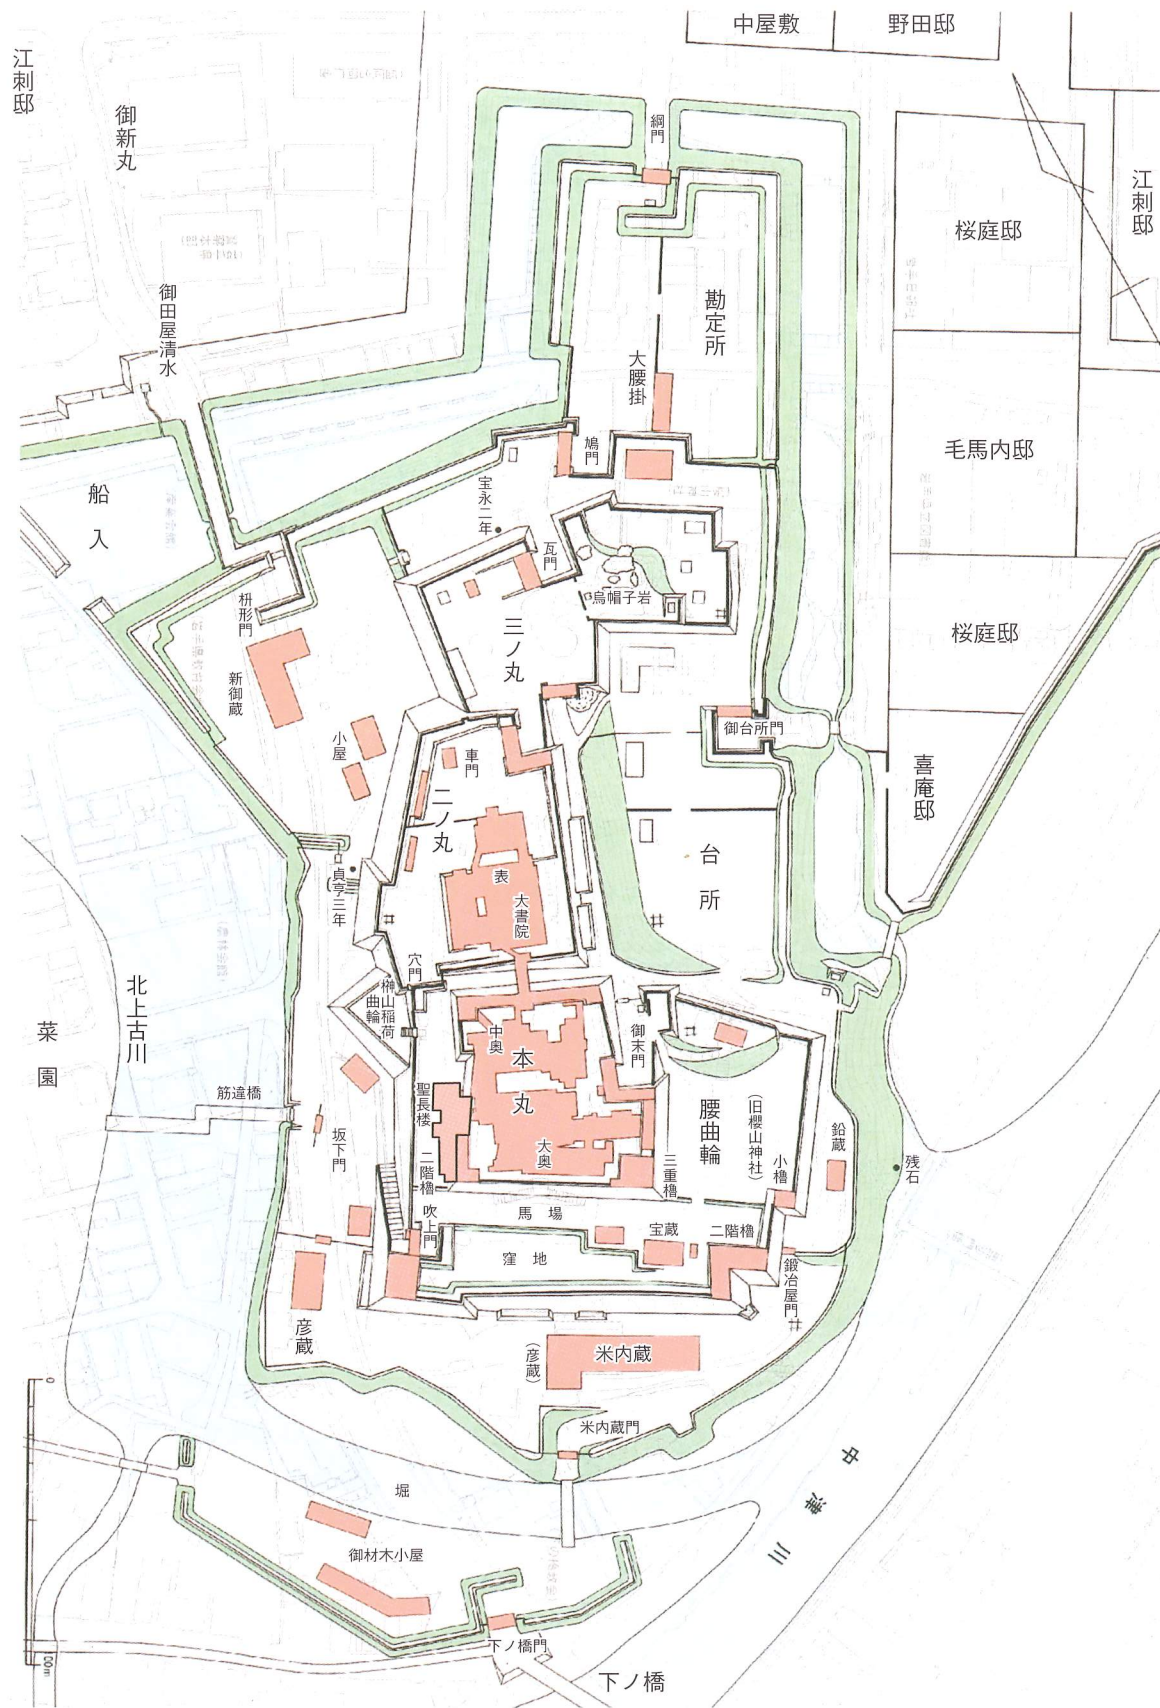 中屋敷
野田邸
江刺邸
御新丸
綱門
江刺邸
桜庭邸
御田屋清水
勘定所
大腰掛
鳩門
毛馬内邸
船入
宝永二年
瓦門
烏帽子岩
枡形門
三ノ丸
桜庭邸
新御蔵
小屋
御台所門
車門
二ノ丸
喜庵邸
台所
表
大書院
貞享三年
穴門
榊山稲荷
曲輪
北上古川
菜園
中奥
本丸
御末門
聖長楼
筋違橋
坂下門
大奥
腰曲輪
(旧櫻山神社)
鉛蔵
残石
二階櫓
三重櫓
小櫓
吹上門
馬場
宝蔵
二階櫓
窪地
鍛冶屋門
彦蔵
(彦蔵)
米内蔵
0
米内蔵門
堀
中津川
御材木小屋
下ノ橋門
100m
下ノ橋